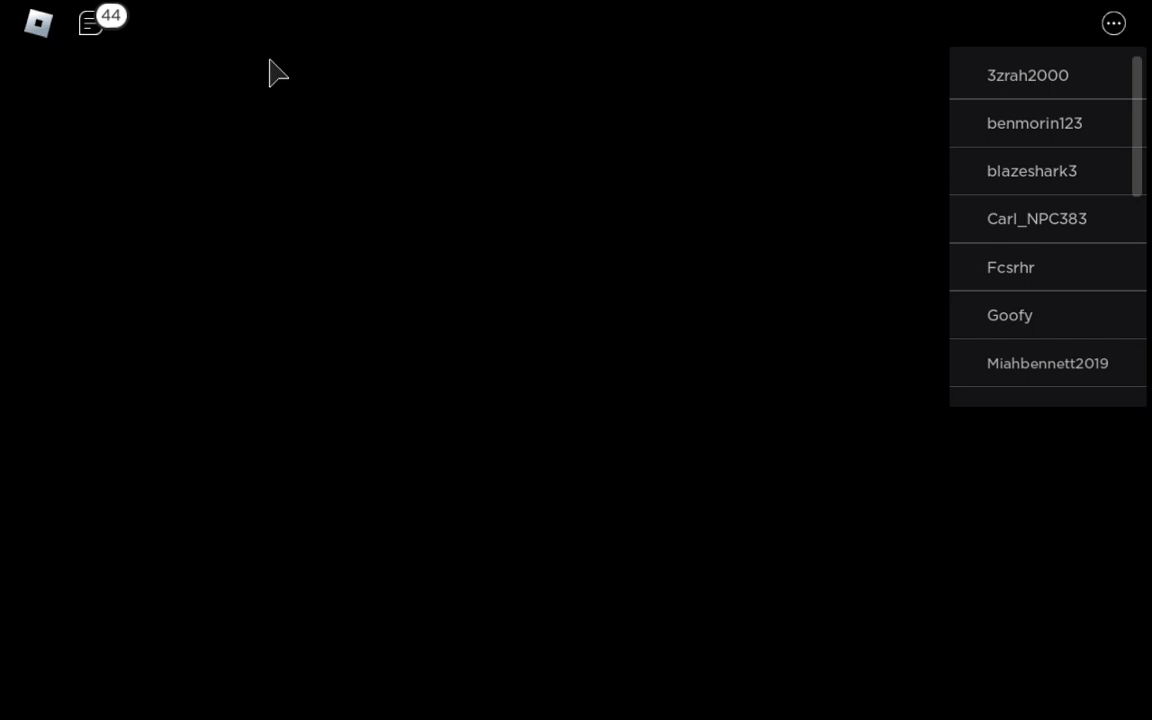 44
3zrah2000
benmorin123
blazeshark3
Carl_NPC383
Fcsrhr
Goofy
Miahbennett2019